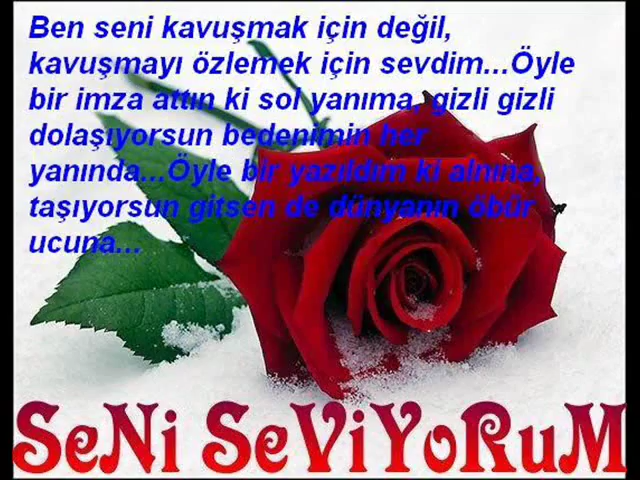 Ben seni kavuşmak için değil,
kavuşmayı özlemek için sevdim...Öyle
bir imza attın ki sol yanıma, gizli gizli
dolaşıyorsun bedenimin her
yanında...Öyle bir yazıldım ki alnına,
taşıyorsun gitsen de dünyanın öbür
ucuna...
SeNi SeViYoRuM